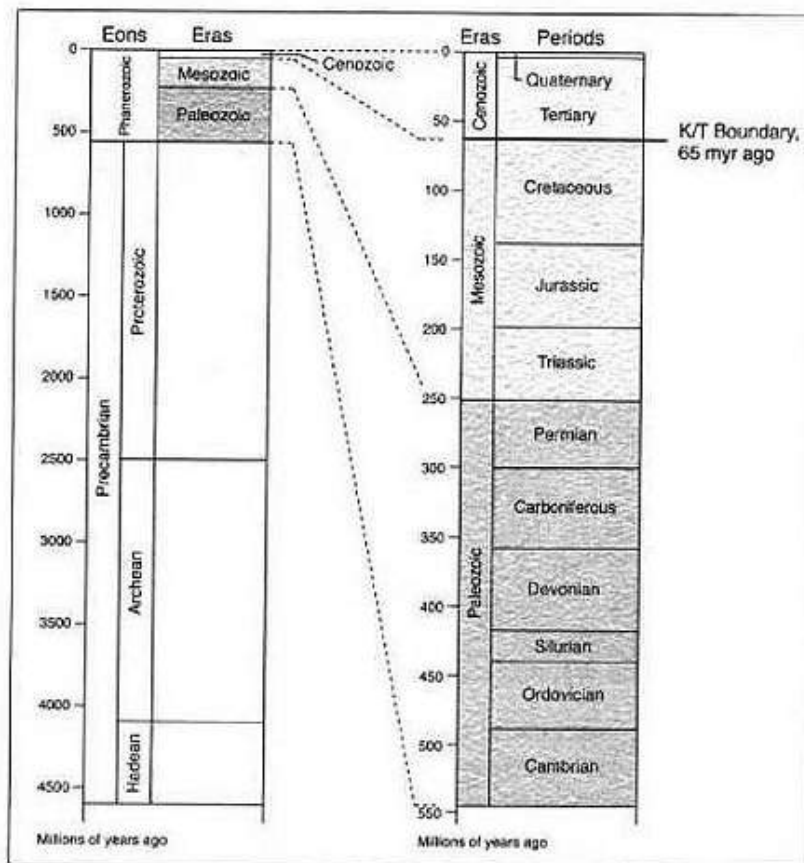 Eons Eras
0
500
1000
1500
2000
2500
3000
3500
4000
4500
Phanerozoic
Precambrian
Proterozoic
Archean
Hadean
Cenozoic
Mesozoic
Paleozoic
Millions of years ago
Eras Periods
0
50
100
150
200
250
300
350
400
450
500
550
Cenozoic
Mesozoic
Paleozoic
Quaternary
Tertiary
Cretaceous
Jurassic
Triassic
Permian
Carboniferous
Devonian
Silurian
Ordovician
Cambrian
K/T Boundary,
65 myr ago
Millions of years ago